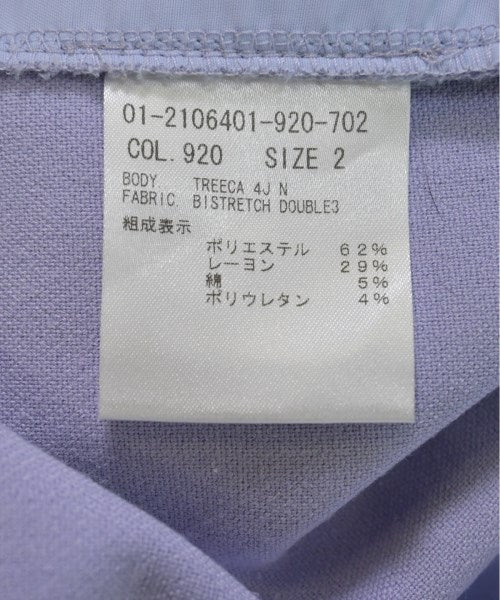 01-2106401-920-702
COL. 920 SIZE 2
BODY TREECA 4J N
FABRIC BISTRETCH DOUBLE3
組成表示
ポリエステル 62%
レーヨン 29%
綿 5%
ポリウレタン 4%